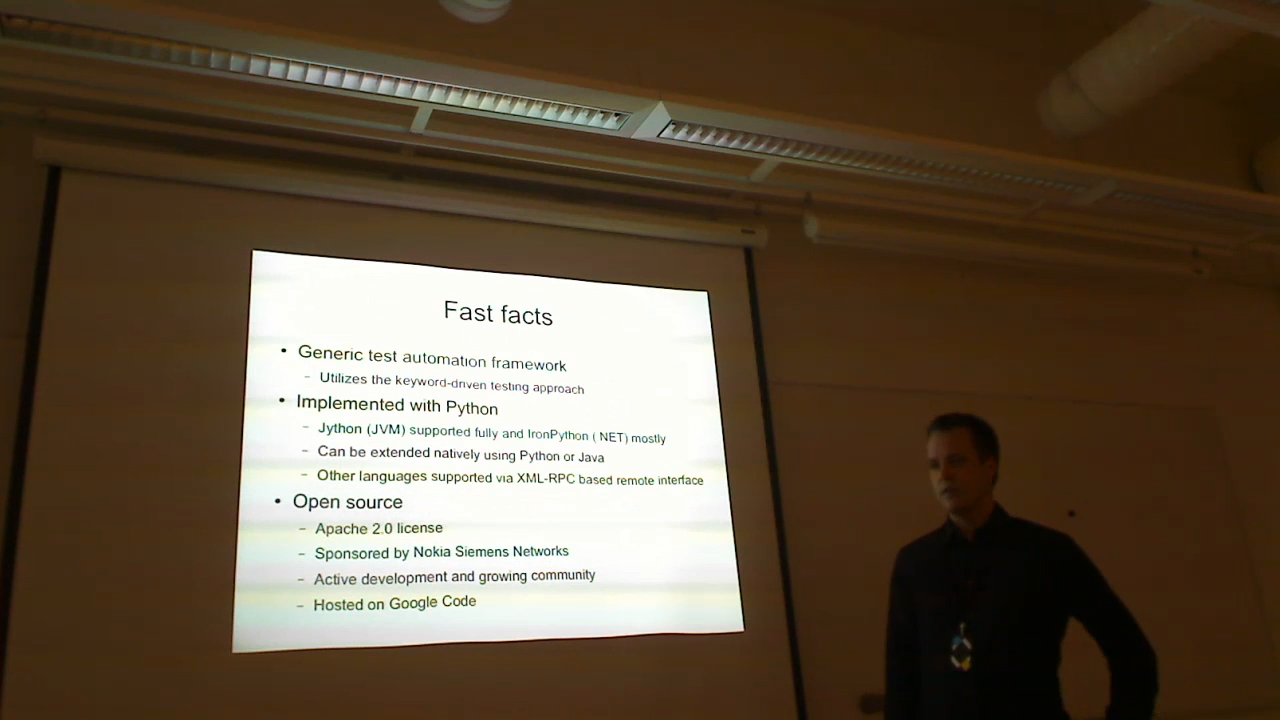 Fast facts
• Generic test automation framework
– Utilizes the keyword-driven testing approach
• Implemented with Python
– Jython (JVM) supported fully and IronPython (.NET) mostly
– Can be extended natively using Python or Java
– Other languages supported via XML-RPC based remote interface
• Open source
– Apache 2.0 license
– Sponsored by Nokia Siemens Networks
– Active development and growing community
– Hosted on Google Code